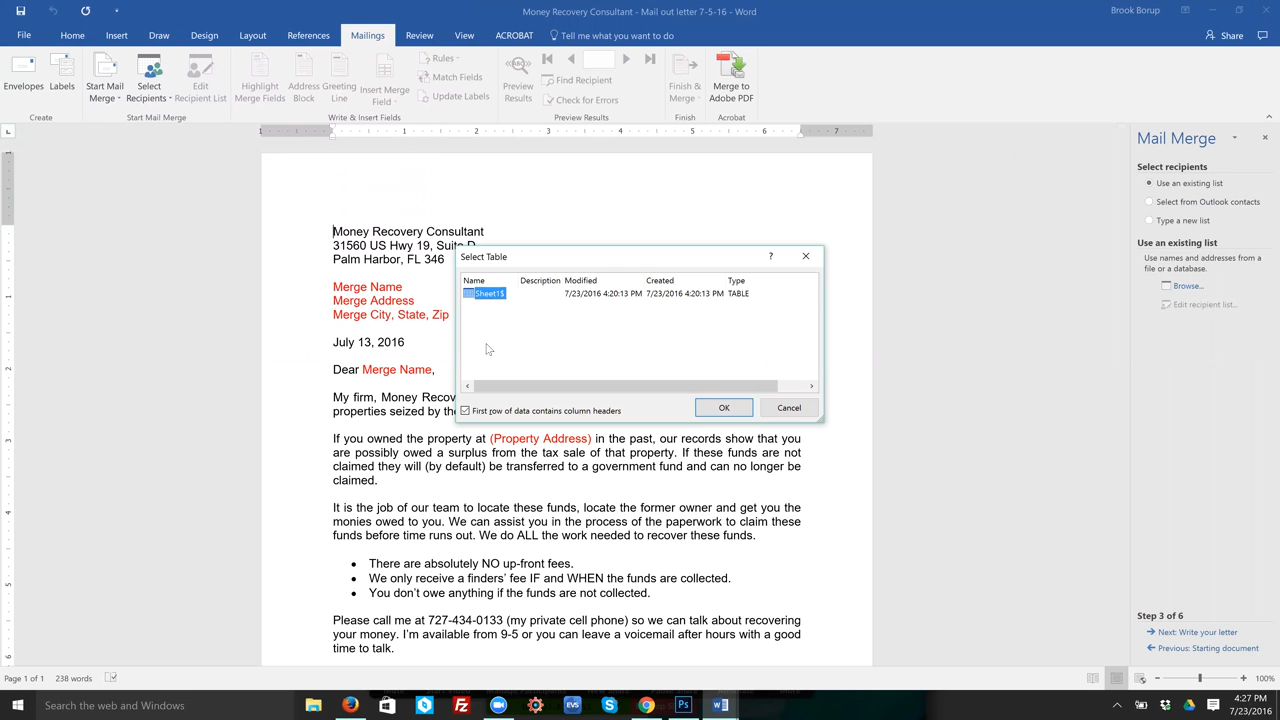 Money Recovery Consultant - Mail out letter 7-5-16 - Word
Brook Borup
File Home Insert Draw Design Layout References Mailings Review View ACROBAT Tell me what you want to do Share
Envelopes
Labels
Create
Start Mail Merge
Select Recipients
Edit Recipient List
Start Mail Merge
Highlight Merge Fields
Address Block
Greeting Line
Insert Merge Field
Rules
Match Fields
Update Labels
Write & Insert Fields
ABC
Preview Results
Find Recipient
Check for Errors
Preview Results
Finish & Merge
Finish
Merge to Adobe PDF
Acrobat
1 1 2 3 4 5 6 7
Money Recovery Consultant
31560 US Hwy 19, Suite D
Palm Harbor, FL 346
Merge Name
Merge Address
Merge City, State, Zip
July 13, 2016
Dear Merge Name,
My firm, Money Recov
properties seized by the
If you owned the property at (Property Address) in the past, our records show that you
are possibly owed a surplus from the tax sale of that property. If these funds are not
claimed they will (by default) be transferred to a government fund and can no longer be
claimed.
It is the job of our team to locate these funds, locate the former owner and get you the
monies owed to you. We can assist you in the process of the paperwork to claim these
funds before time runs out. We do ALL the work needed to recover these funds.
• There are absolutely NO up-front fees.
• We only receive a finders' fee IF and WHEN the funds are collected.
• You don't owe anything if the funds are not collected.
Please call me at 727-434-0133 (my private cell phone) so we can talk about recovering
your money. I'm available from 9-5 or you can leave a voicemail after hours with a good
time to talk.
Select Table
?
Name Description Modified Created Type
Sheet1$ 7/23/2016 4:20:13 PM 7/23/2016 4:20:13 PM TABLE
First row of data contains column headers
OK
Cancel
Mail Merge
Select recipients
Use an existing list
Select from Outlook contacts
Type a new list
Use an existing list
Use names and addresses from a
file or a database.
Browse...
Edit recipient list...
Step 3 of 6
Next: Write your letter
Previous: Starting document
Page 1 of 1 238 words
100%
Search the web and Windows
4:27 PM
7/23/2016